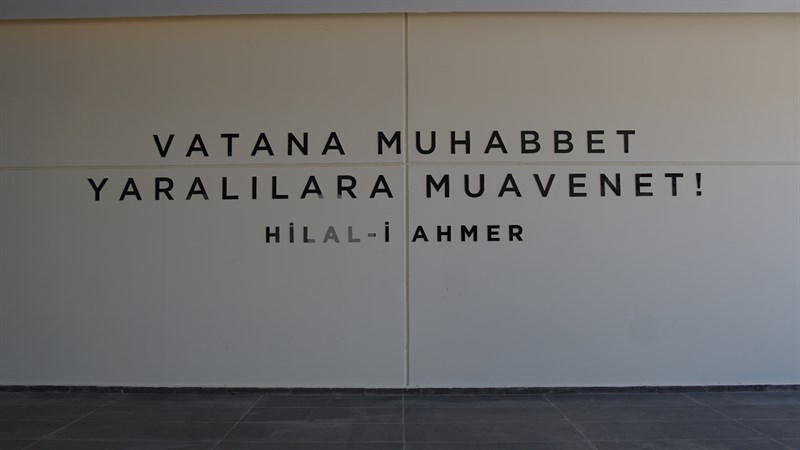 VATANA MUHABBET
YARALILARA MUAVENET!
HİLAL-İ AHMER